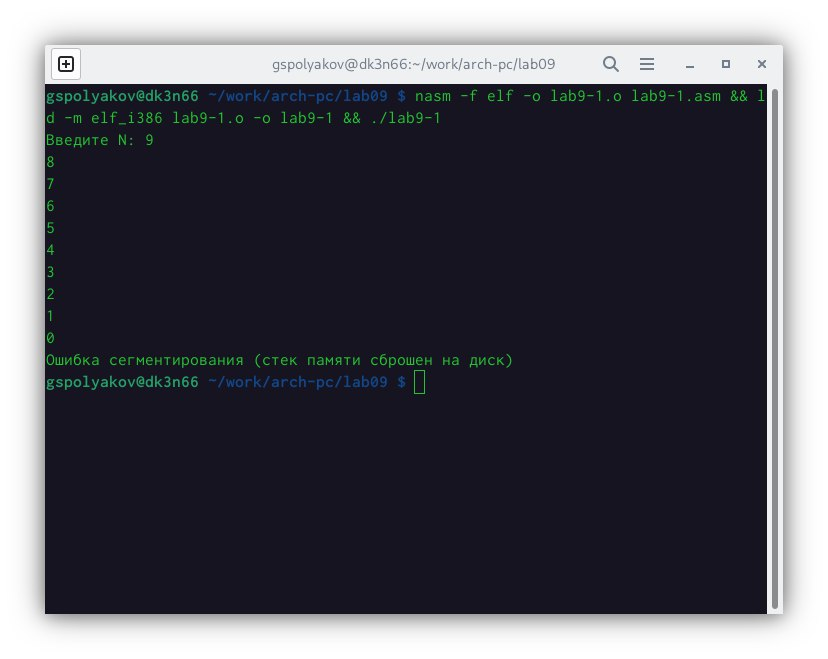 gspolyakov@dk3n66:~/work/arch-pc/lab09
gspolyakov@dk3n66 ~/work/arch-pc/lab09 $ nasm -f elf -o lab9-1.o lab9-1.asm && l
d -m elf_i386 lab9-1.o -o lab9-1 && ./lab9-1
Введите N: 9
8
7
6
5
4
3
2
1
0
Ошибка сегментирования (стек памяти сброшен на диск)
gspolyakov@dk3n66 ~/work/arch-pc/lab09 $